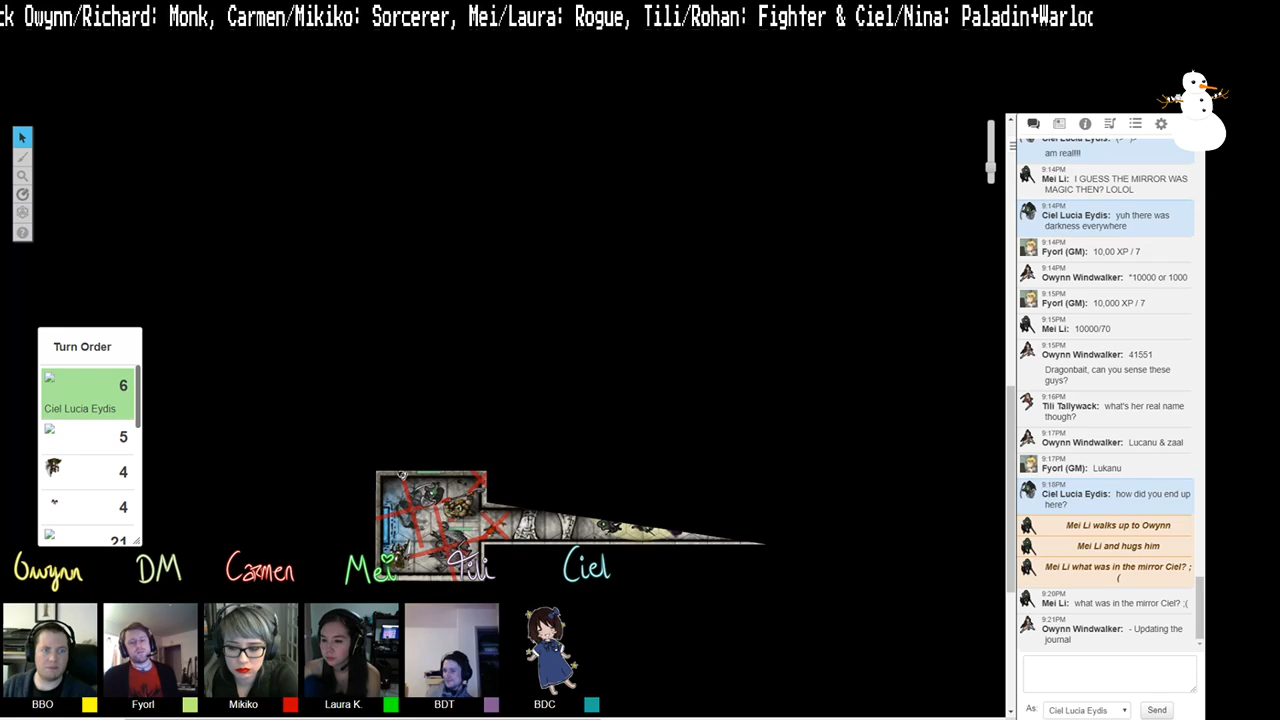 ck Owynn/Richard: Monk, Carmen/Mikiko: Sorcerer, Mei/Laura: Rogue, Tili/Rohan: Fighter & Ciel/Nina: Paladin+Warloc
Turn Order
6
Ciel Lucia Eydis
5
4
4
21
Ciel Lucia Eydis:
am real!!!!
9:14PM
Mei Li: I GUESS THE MIRROR WAS
MAGIC THEN? LOLOL
9:14PM
Ciel Lucia Eydis: yuh there was
darkness everywhere
9:14PM
Fyorl (GM): 10,00 XP / 7
9:14PM
Owynn Windwalker: *10000 or 1000
9:15PM
Fyorl (GM): 10,000 XP / 7
9:15PM
Mei Li: 10000/70
9:15PM
Owynn Windwalker: 41551
Dragonbait, can you sense these
guys?
9:16PM
Tili Tallywack: what's her real name
though?
9:17PM
Owynn Windwalker: Lucanu & zaal
9:17PM
Fyorl (GM): Lukanu
9:18PM
Ciel Lucia Eydis: how did you end up
here?
Mei Li walks up to Owynn
Mei Li and hugs him
Mei Li what was in the mirror Ciel? ;
(
9:20PM
Mei Li: what was in the mirror Ciel? ;(
9:21PM
Owynn Windwalker: - Updating the
journal
As: Ciel Lucia Eydis Send
Owynn DM Carmen Mei Tili Ciel
BBO Fyorl Mikiko Laura K. BDT BDC